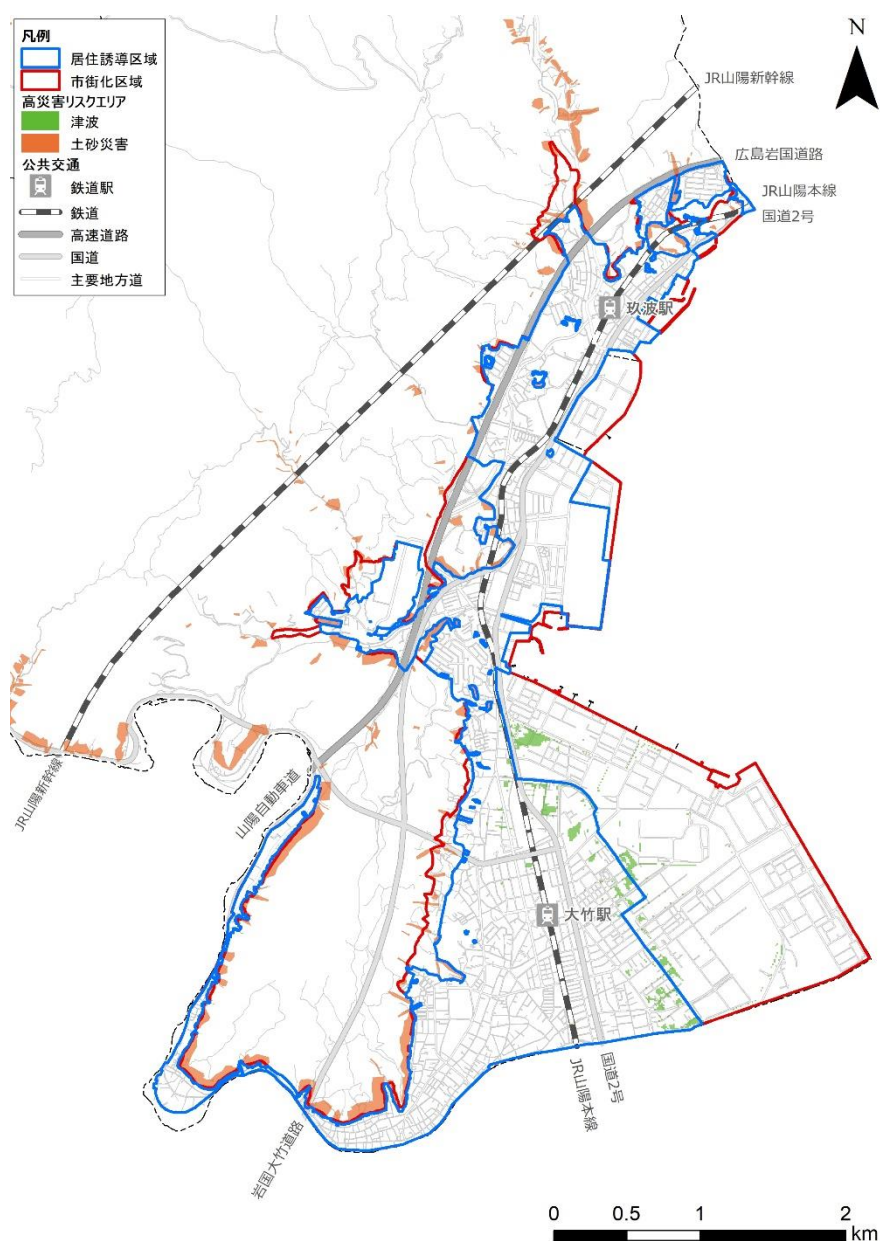 凡例
居住誘導区域
市街化区域
高災害リスクエリア
津波
土砂災害
公共交通
鉄道駅
鉄道
高速道路
国道
主要地方道
N
JR山陽新幹線
広島岩国道路
JR山陽本線
国道2号
玖波駅
JR山陽新幹線
山陽自動車道
大竹駅
国道2号
JR山陽本線
岩国大竹道路
0 0.5 1 2
km